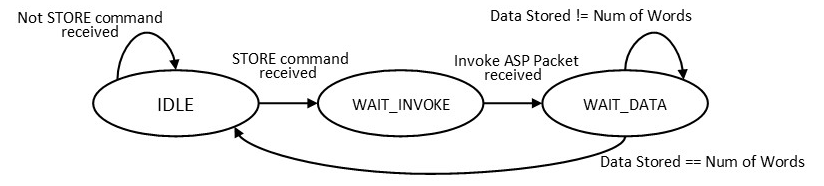 Not STORE command
received
Data Stored != Num of Words
STORE command
received
Invoke ASP Packet
received
IDLE
WAIT_INVOKE
WAIT_DATA
Data Stored == Num of Words